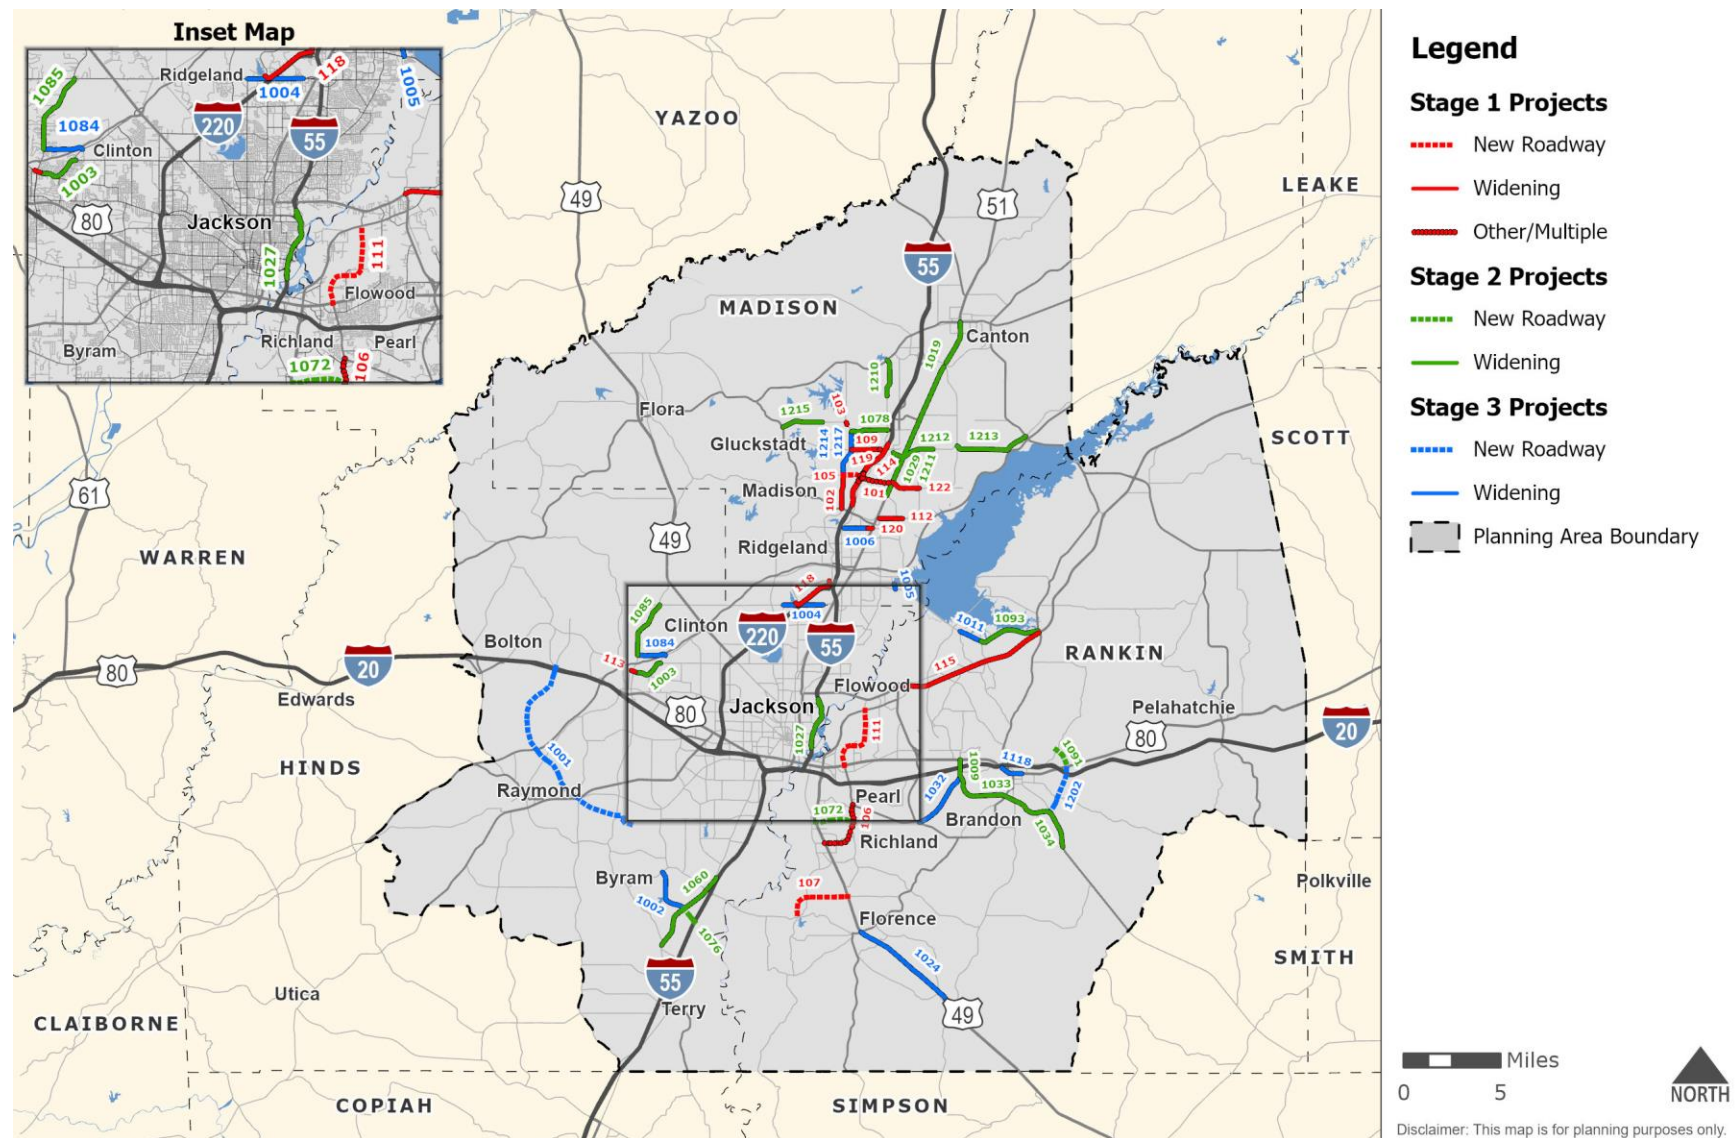 Inset Map
Ridgeland
118
1004
1005
1085
220
55
1084
Clinton
1003
80
Jackson
1027
111
Flowood
Byram
Richland
Pearl
1072
106
YAZOO
LEAKE
49
51
55
MADISON
Canton
1019
1210
Flora
1215
103
1078
SCOTT
Gluckstadt
1214
1217
109
1212
1213
119
114
1029
1211
61
105
Madison
102
101
122
112
120
49
Ridgeland
1006
WARREN
118
1005
1004
1085
Clinton
220
55
1011
1093
Bolton
1084
RANKIN
80
20
113
1003
115
Edwards
Flowood
80
Jackson
Pelahatchie
111
80
20
1027
1001
HINDS
1091
6001
1118
1033
1032
1202
Raymond
Pearl
1072
106
Brandon
1034
Richland
Byram
1060
107
Polkville
1002
Florence
1076
1024
SMITH
55
Utica
Terry
49
CLAIBORNE
COPIAH
SIMPSON
Legend
Stage 1 Projects
New Roadway
Widening
Other/Multiple
Stage 2 Projects
New Roadway
Widening
Stage 3 Projects
New Roadway
Widening
Planning Area Boundary
Miles
0 5
NORTH
Disclaimer: This map is for planning purposes only.